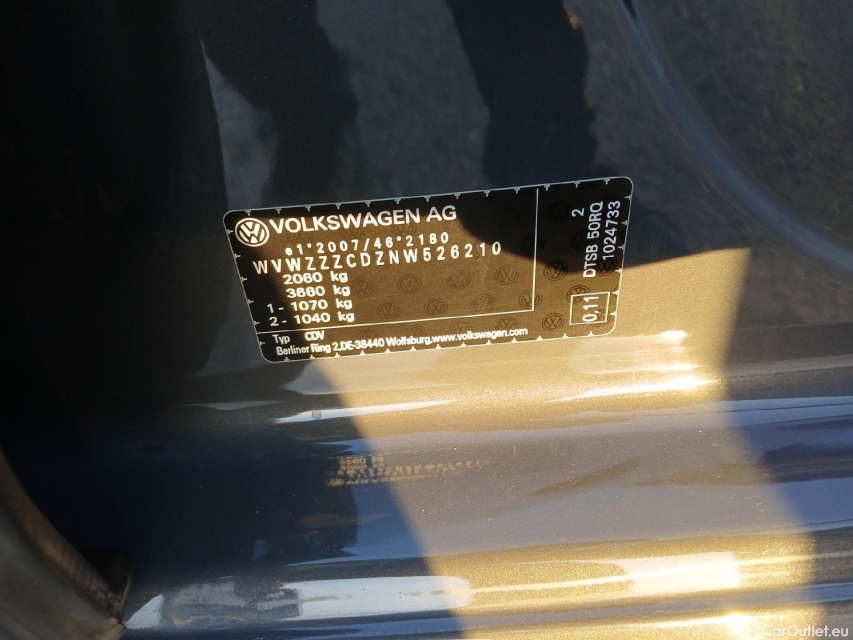 VOLKSWAGEN AG
e1*2007/46*2180
WVWZZZCDZNW526210
2060 kg
3660 kg
1 - 1070 kg
2 - 1040 kg
Typ CDV
Berliner Ring 2,DE-38440 Wolfsburg.www.volkswagen.com
2
DTSB 50RQ
1024733
0,11
CarOutlet.eu